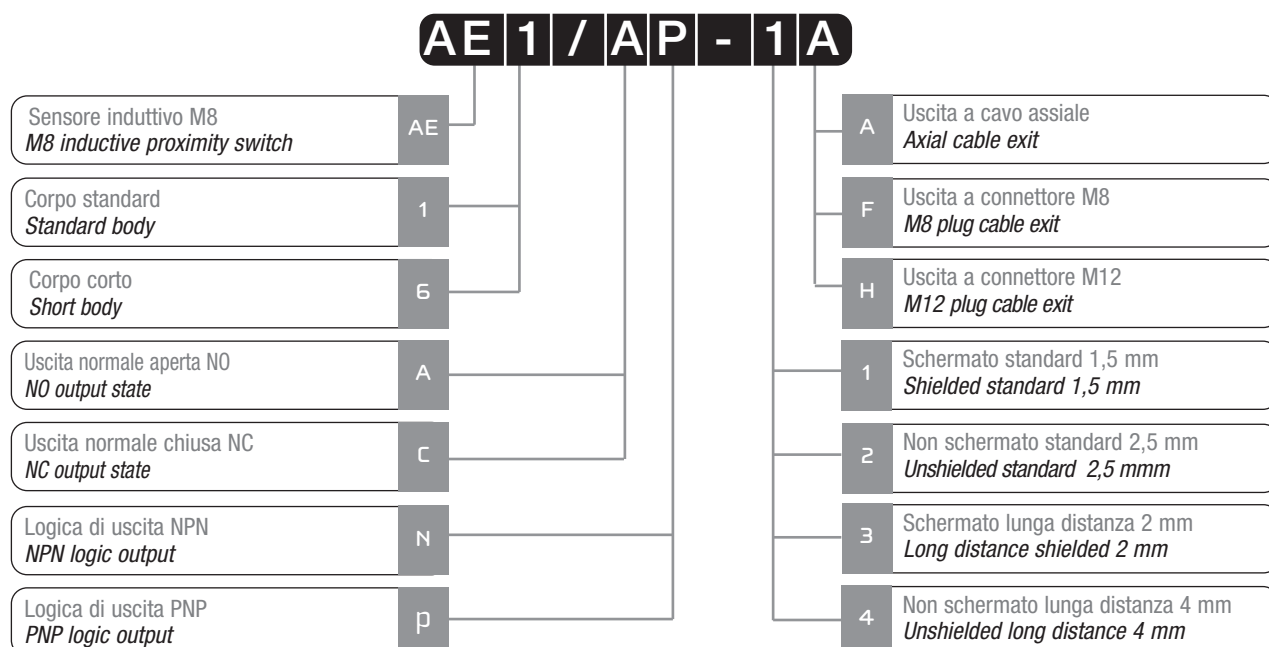 AE1/AP-1A
Sensore induttivo M8
M8 inductive proximity switch
AE
Corpo standard
Standard body
1
Corpo corto
Short body
6
Uscita normale aperta NO
NO output state
A
Uscita normale chiusa NC
NC output state
C
Logica di uscita NPN
NPN logic output
N
Logica di uscita PNP
PNP logic output
P
A
Uscita a cavo assiale
Axial cable exit
F
Uscita a connettore M8
M8 plug cable exit
H
Uscita a connettore M12
M12 plug cable exit
1
Schermato standard 1,5 mm
Shielded standard 1,5 mm
2
Non schermato standard 2,5 mm
Unshielded standard 2,5 mmm
3
Schermato lunga distanza 2 mm
Long distance shielded 2 mm
4
Non schermato lunga distanza 4 mm
Unshielded long distance 4 mm